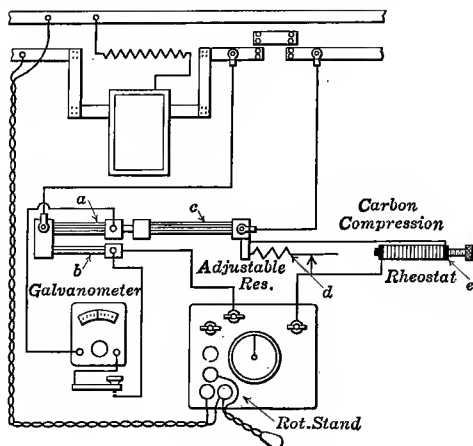 a
c
Carbon
Compression
b
Adjustable
Res.
d
Rheostat
e
Galvanometer
Rot.Stand